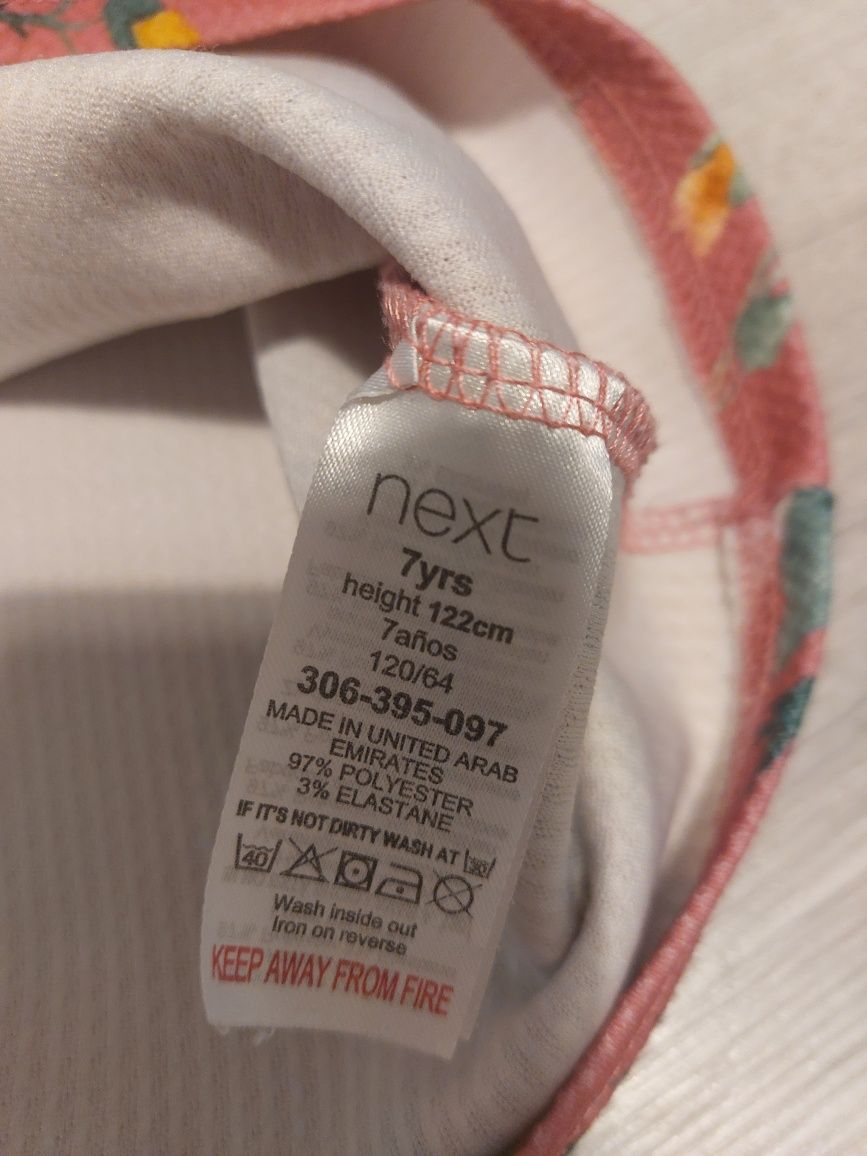 next
7yrs
height 122cm
7años
120/64
306-395-097
MADE IN UNITED ARAB
EMIRATES
97% POLYESTER
3% ELASTANE
IF IT'S NOT DIRTY WASH AT 30
40
Wash inside out
Iron on reverse
KEEP AWAY FROM FIRE